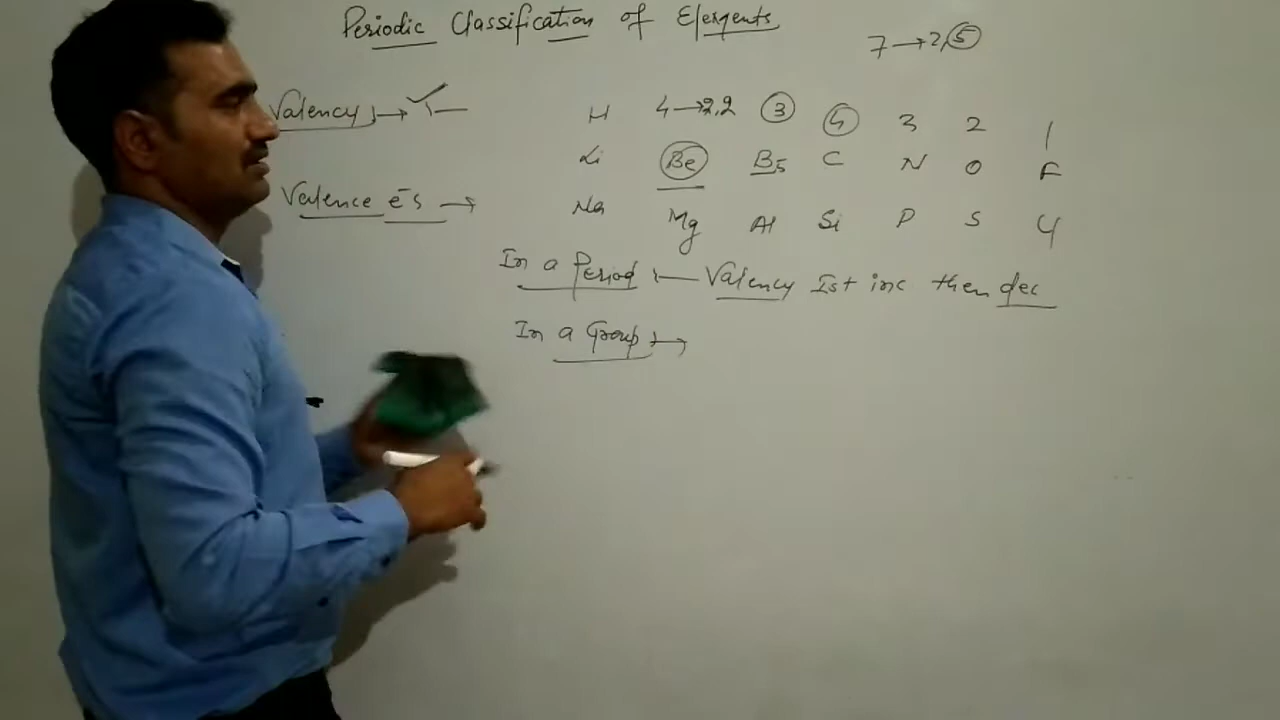 Periodic Classification of Elements
7 → 2,5
Valency → ✓
H 4 → 2,2 3 4 3 2 1
Li Be B5 C N O F
Valence e̅s →
Na Mg Al Si P S Cl
In a Period :— Valency Ist inc then dec
In a Group →